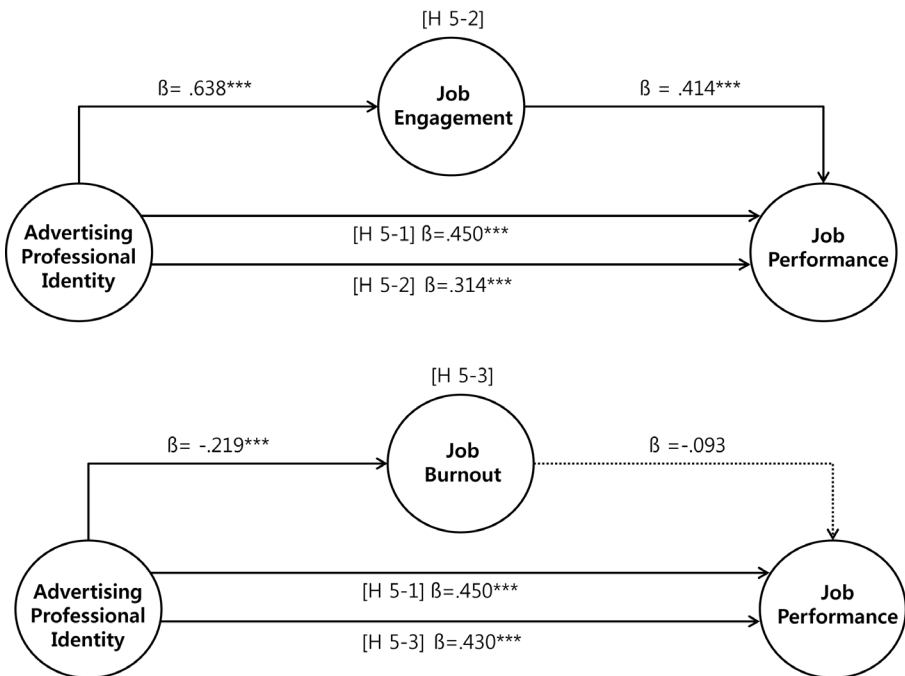 [H 5-2]
ß= .638***
Job
Engagement
ß = .414***
Advertising
Professional
Identity
[H 5-1] ß=.450***
[H 5-2] ß=.314***
Job
Performance
[H 5-3]
ß= -.219***
Job
Burnout
ß =-.093
Advertising
Professional
Identity
[H 5-1] ß=.450***
[H 5-3] ß=.430***
Job
Performance